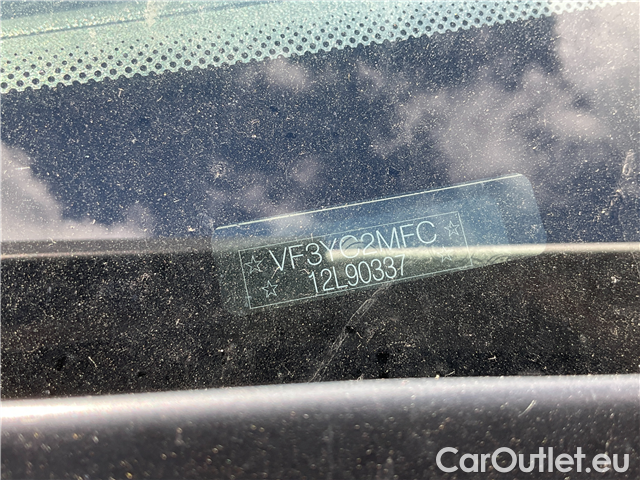 ☆ VF3YC2MFC ☆
☆ 12L90337 ☆
CarOutlet.eu